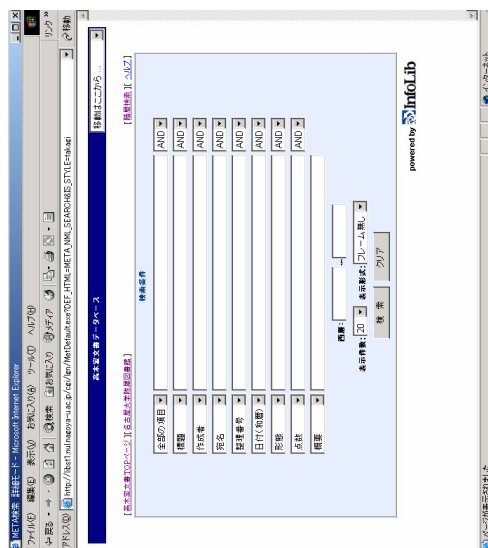 META検索 詳細モード - Microsoft Internet Explorer
ファイル(F) 編集(E) 表示(V) お気に入り(A) ツール(T) ヘルプ(H)
戻る 検索 お気に入り メディア
アドレス(D) http://libst1.nul.nagoya-u.ac.jp/cgi/lgn/MetDefault.exe?DEF_HTML=META_NML_SEARCH&IS_STYLE=takagi 移動 リンク »
高木家文書データベース 移動はここから ...
[高木家文書TOPページ][名古屋大学附属図書館] [階層検索][ヘルプ]
検索条件
全部の項目 AND
標題 AND
作成者 AND
宛名 AND
整理番号 AND
日付(和暦) AND
形態 AND
点数 AND
概要
西暦: ~
表示件数: 20 表示形式: フレーム無し
検 索 クリア
powered by InfoLib
ページが表示されました インターネット